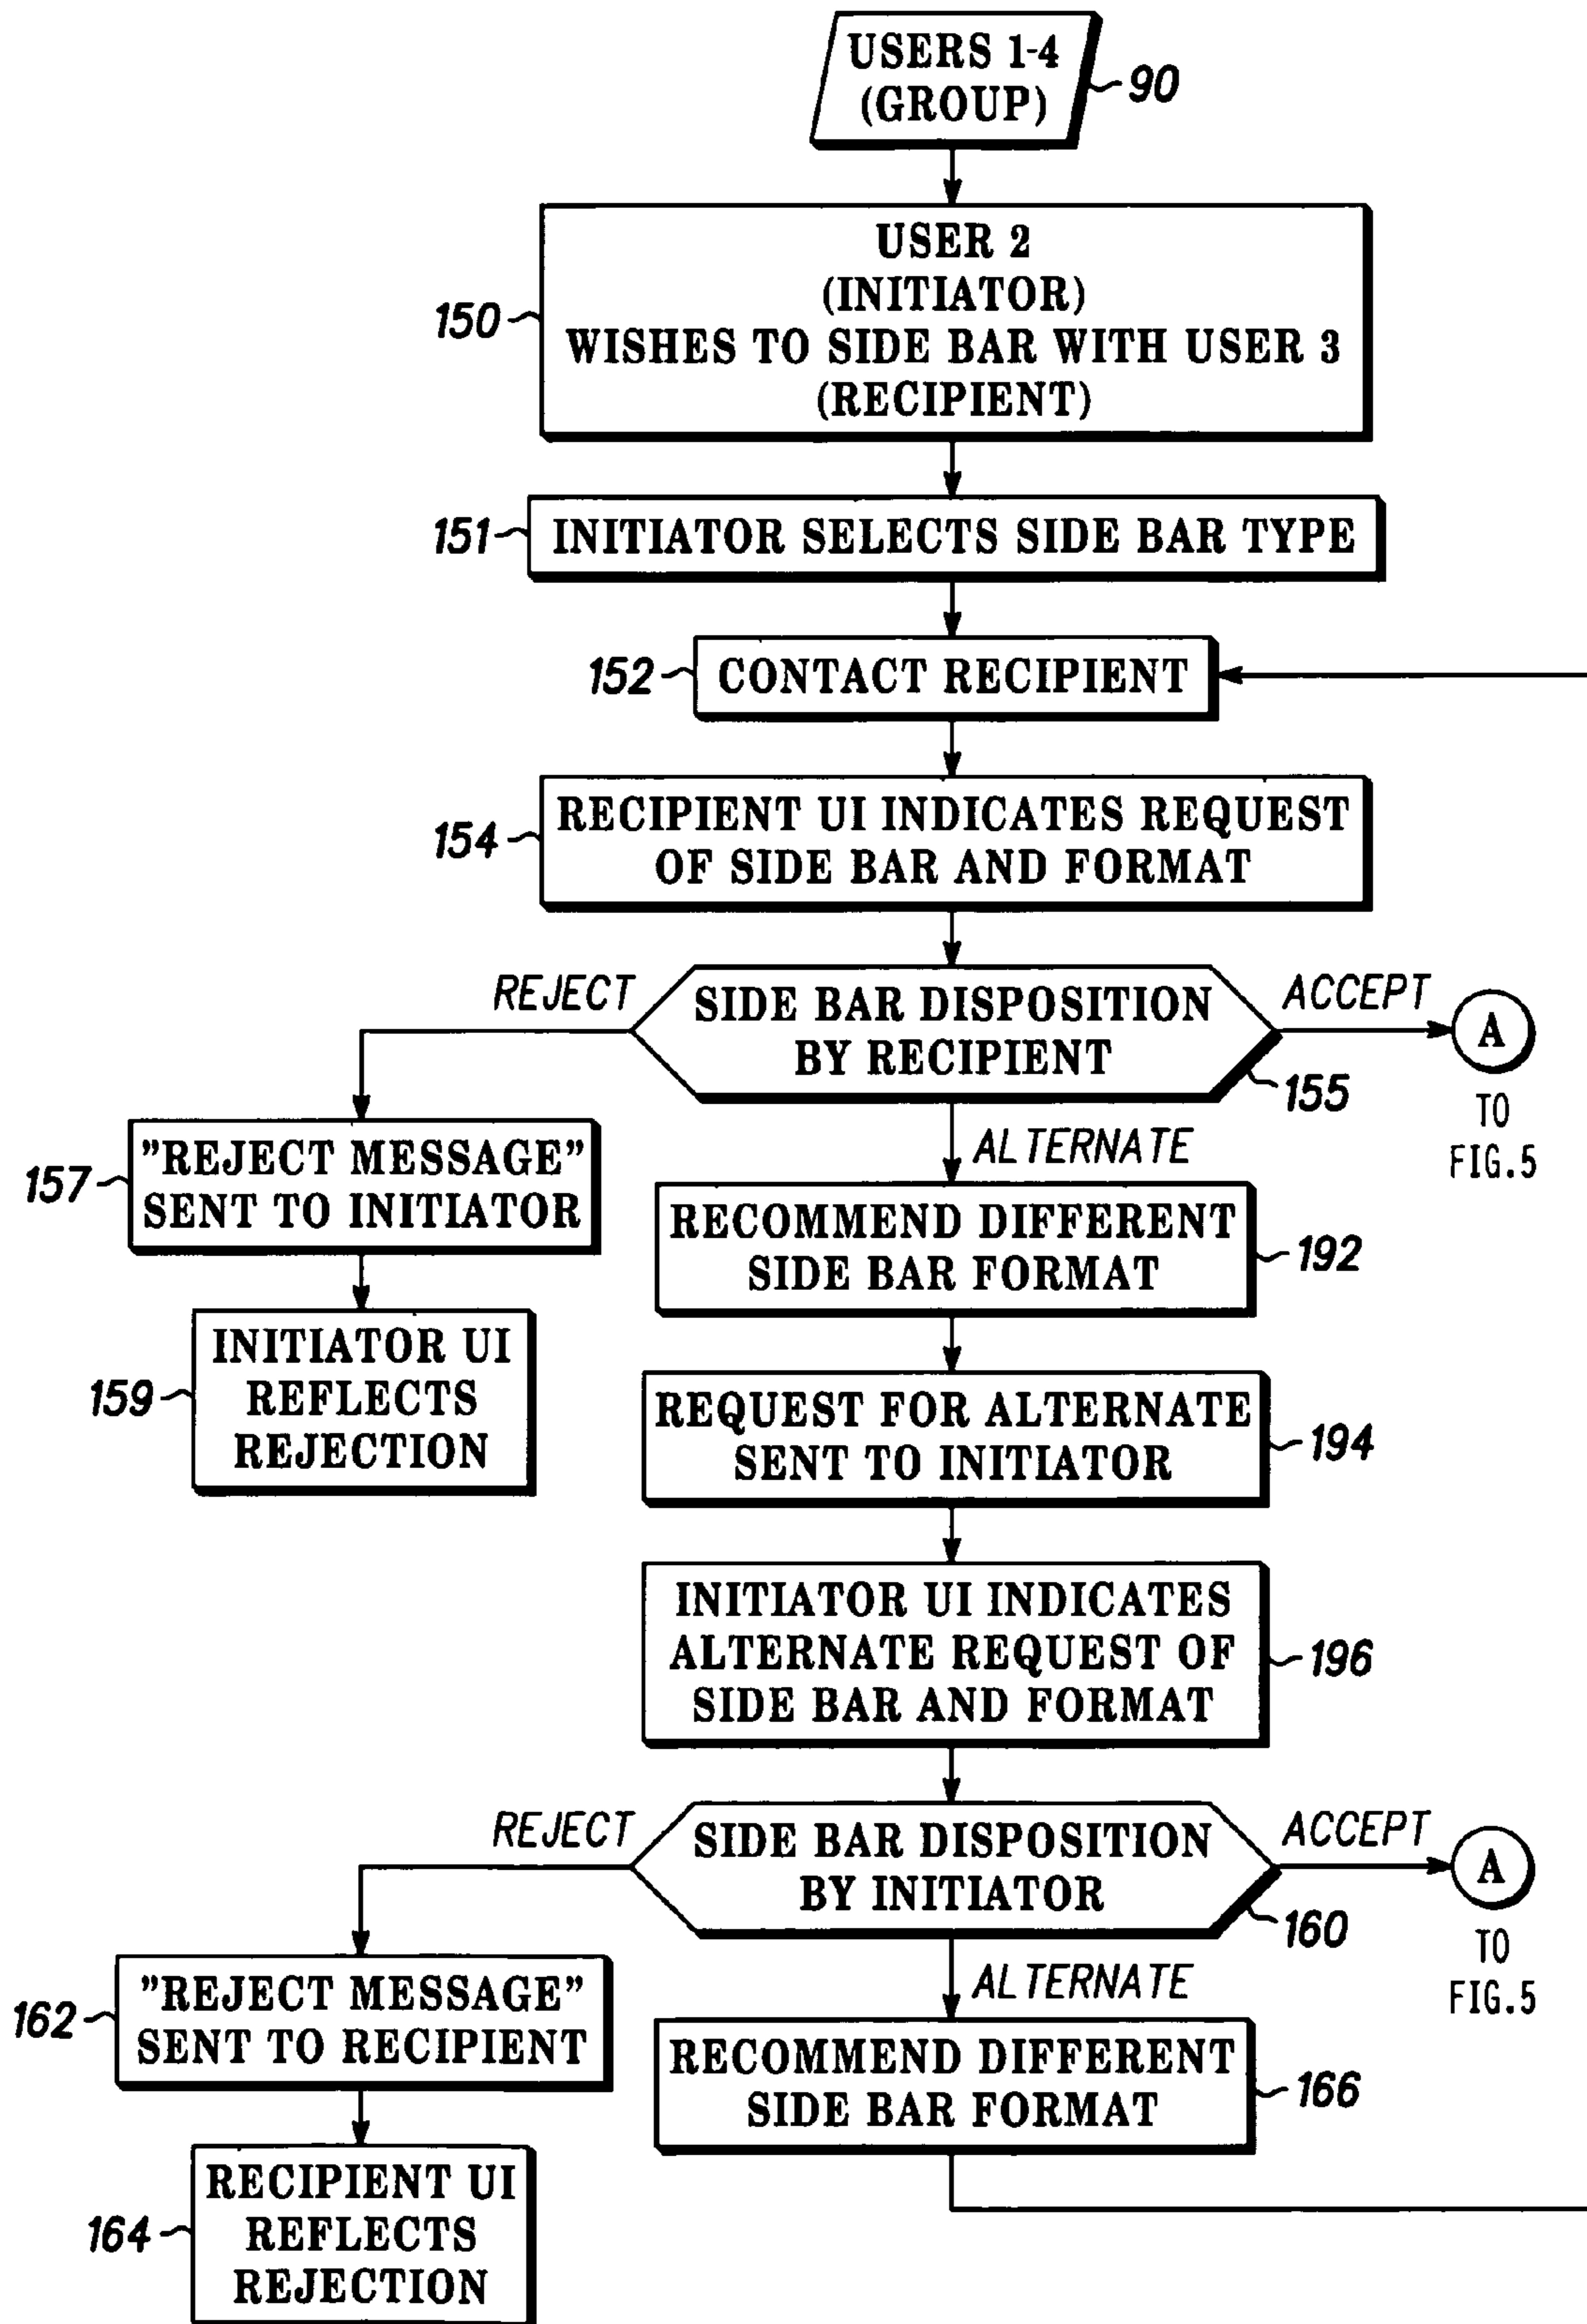 USERS 1-4
(GROUP)
90
USER 2
(INITIATOR)
WISHES TO SIDE BAR WITH USER 3
(RECIPIENT)
150
151
INITIATOR SELECTS SIDE BAR TYPE
152
CONTACT RECIPIENT
154
RECIPIENT UI INDICATES REQUEST
OF SIDE BAR AND FORMAT
REJECT
SIDE BAR DISPOSITION
BY RECIPIENT
ACCEPT
A
155
TO
FIG.5
ALTERNATE
157
"REJECT MESSAGE"
SENT TO INITIATOR
RECOMMEND DIFFERENT
SIDE BAR FORMAT
192
159
INITIATOR UI
REFLECTS
REJECTION
REQUEST FOR ALTERNATE
SENT TO INITIATOR
194
INITIATOR UI INDICATES
ALTERNATE REQUEST OF
SIDE BAR AND FORMAT
196
REJECT
SIDE BAR DISPOSITION
BY INITIATOR
ACCEPT
A
160
TO
FIG.5
ALTERNATE
162
"REJECT MESSAGE"
SENT TO RECIPIENT
RECOMMEND DIFFERENT
SIDE BAR FORMAT
166
164
RECIPIENT UI
REFLECTS
REJECTION